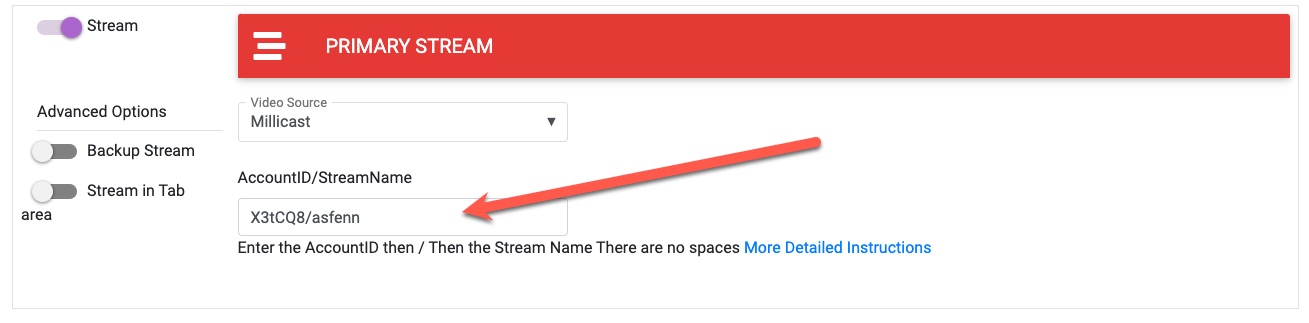 Stream
PRIMARY STREAM
Advanced Options
Video Source
Millicast
Backup Stream
Stream in Tab
area
AccountID/StreamName
X3tCQ8/asfenn
Enter the AccountID then / Then the Stream Name There are no spaces More Detailed Instructions